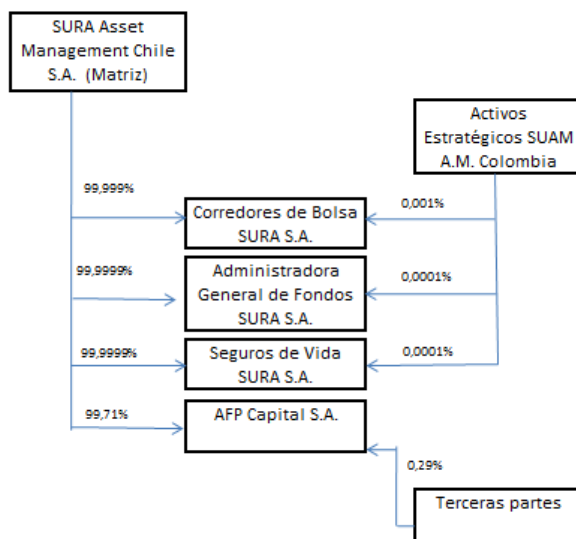 SURA Asset
Management Chile
S.A. (Matriz)
Activos
Estratégicos SUAM
A.M. Colombia
99,999%
0,001%
Corredores de Bolsa
SURA S.A.
99,9999%
Administradora
General de Fondos
SURA S.A.
0,0001%
99,9999%
Seguros de Vida
SURA S.A.
0,0001%
99,71%
AFP Capital S.A.
0,29%
Terceras partes